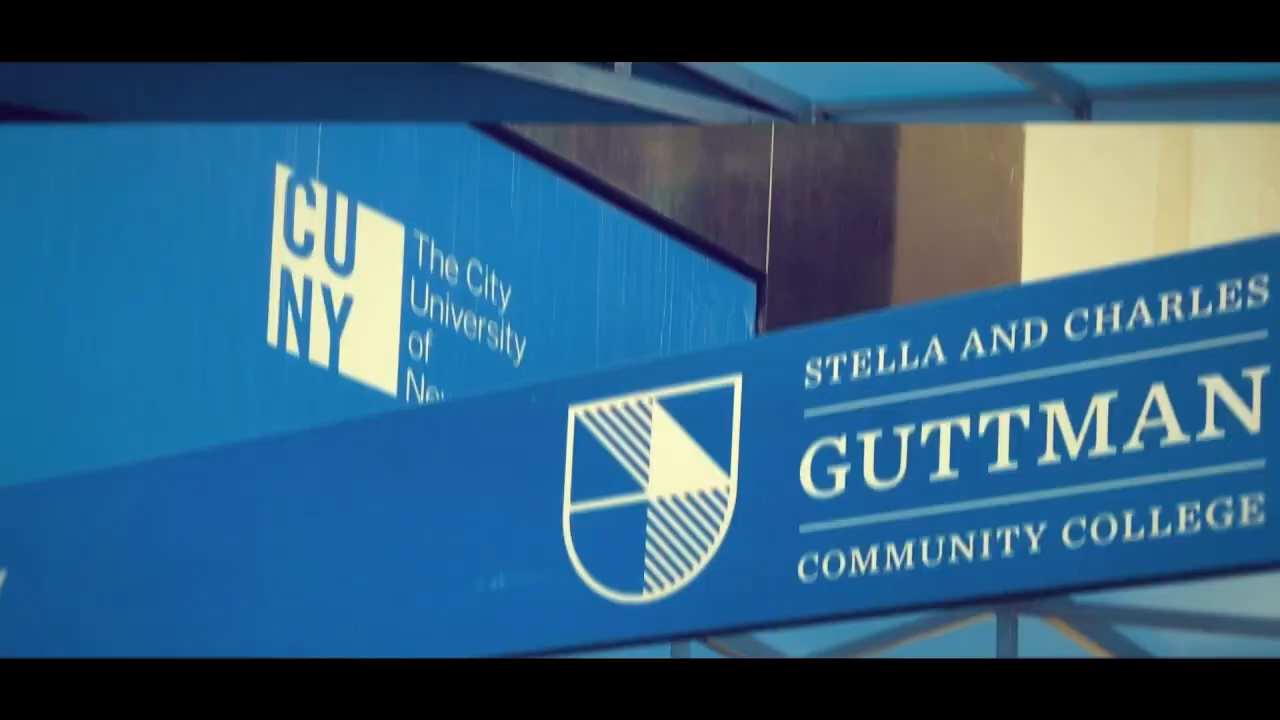 CU
NY
The City
University
of
STELLA AND CHARLES
GUTTMAN
COMMUNITY COLLEGE